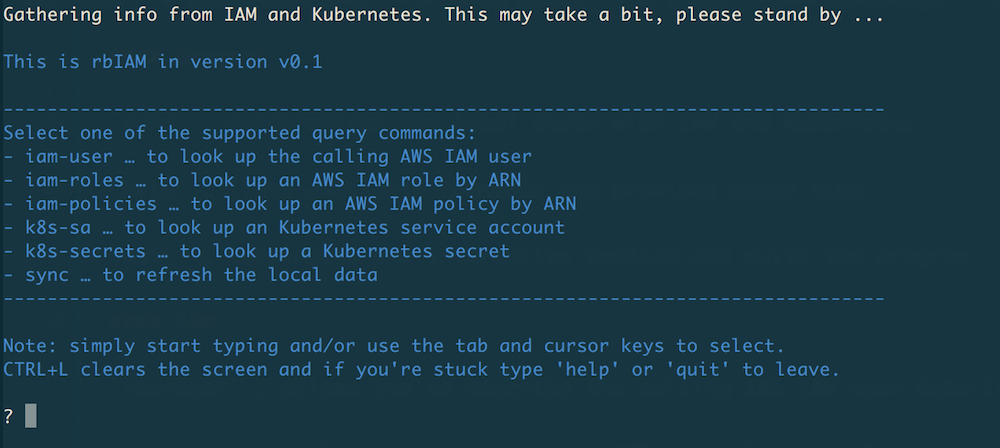 Gathering info from IAM and Kubernetes. This may take a bit, please stand by ...
This is rbIAM in version v0.1
--------------------------------------------------------------------------------
Select one of the supported query commands:
- iam-user … to look up the calling AWS IAM user
- iam-roles … to look up an AWS IAM role by ARN
- iam-policies … to look up an AWS IAM policy by ARN
- k8s-sa … to look up an Kubernetes service account
- k8s-secrets … to look up a Kubernetes secret
- sync … to refresh the local data
--------------------------------------------------------------------------------
Note: simply start typing and/or use the tab and cursor keys to select.
CTRL+L clears the screen and if you're stuck type 'help' or 'quit' to leave.
?